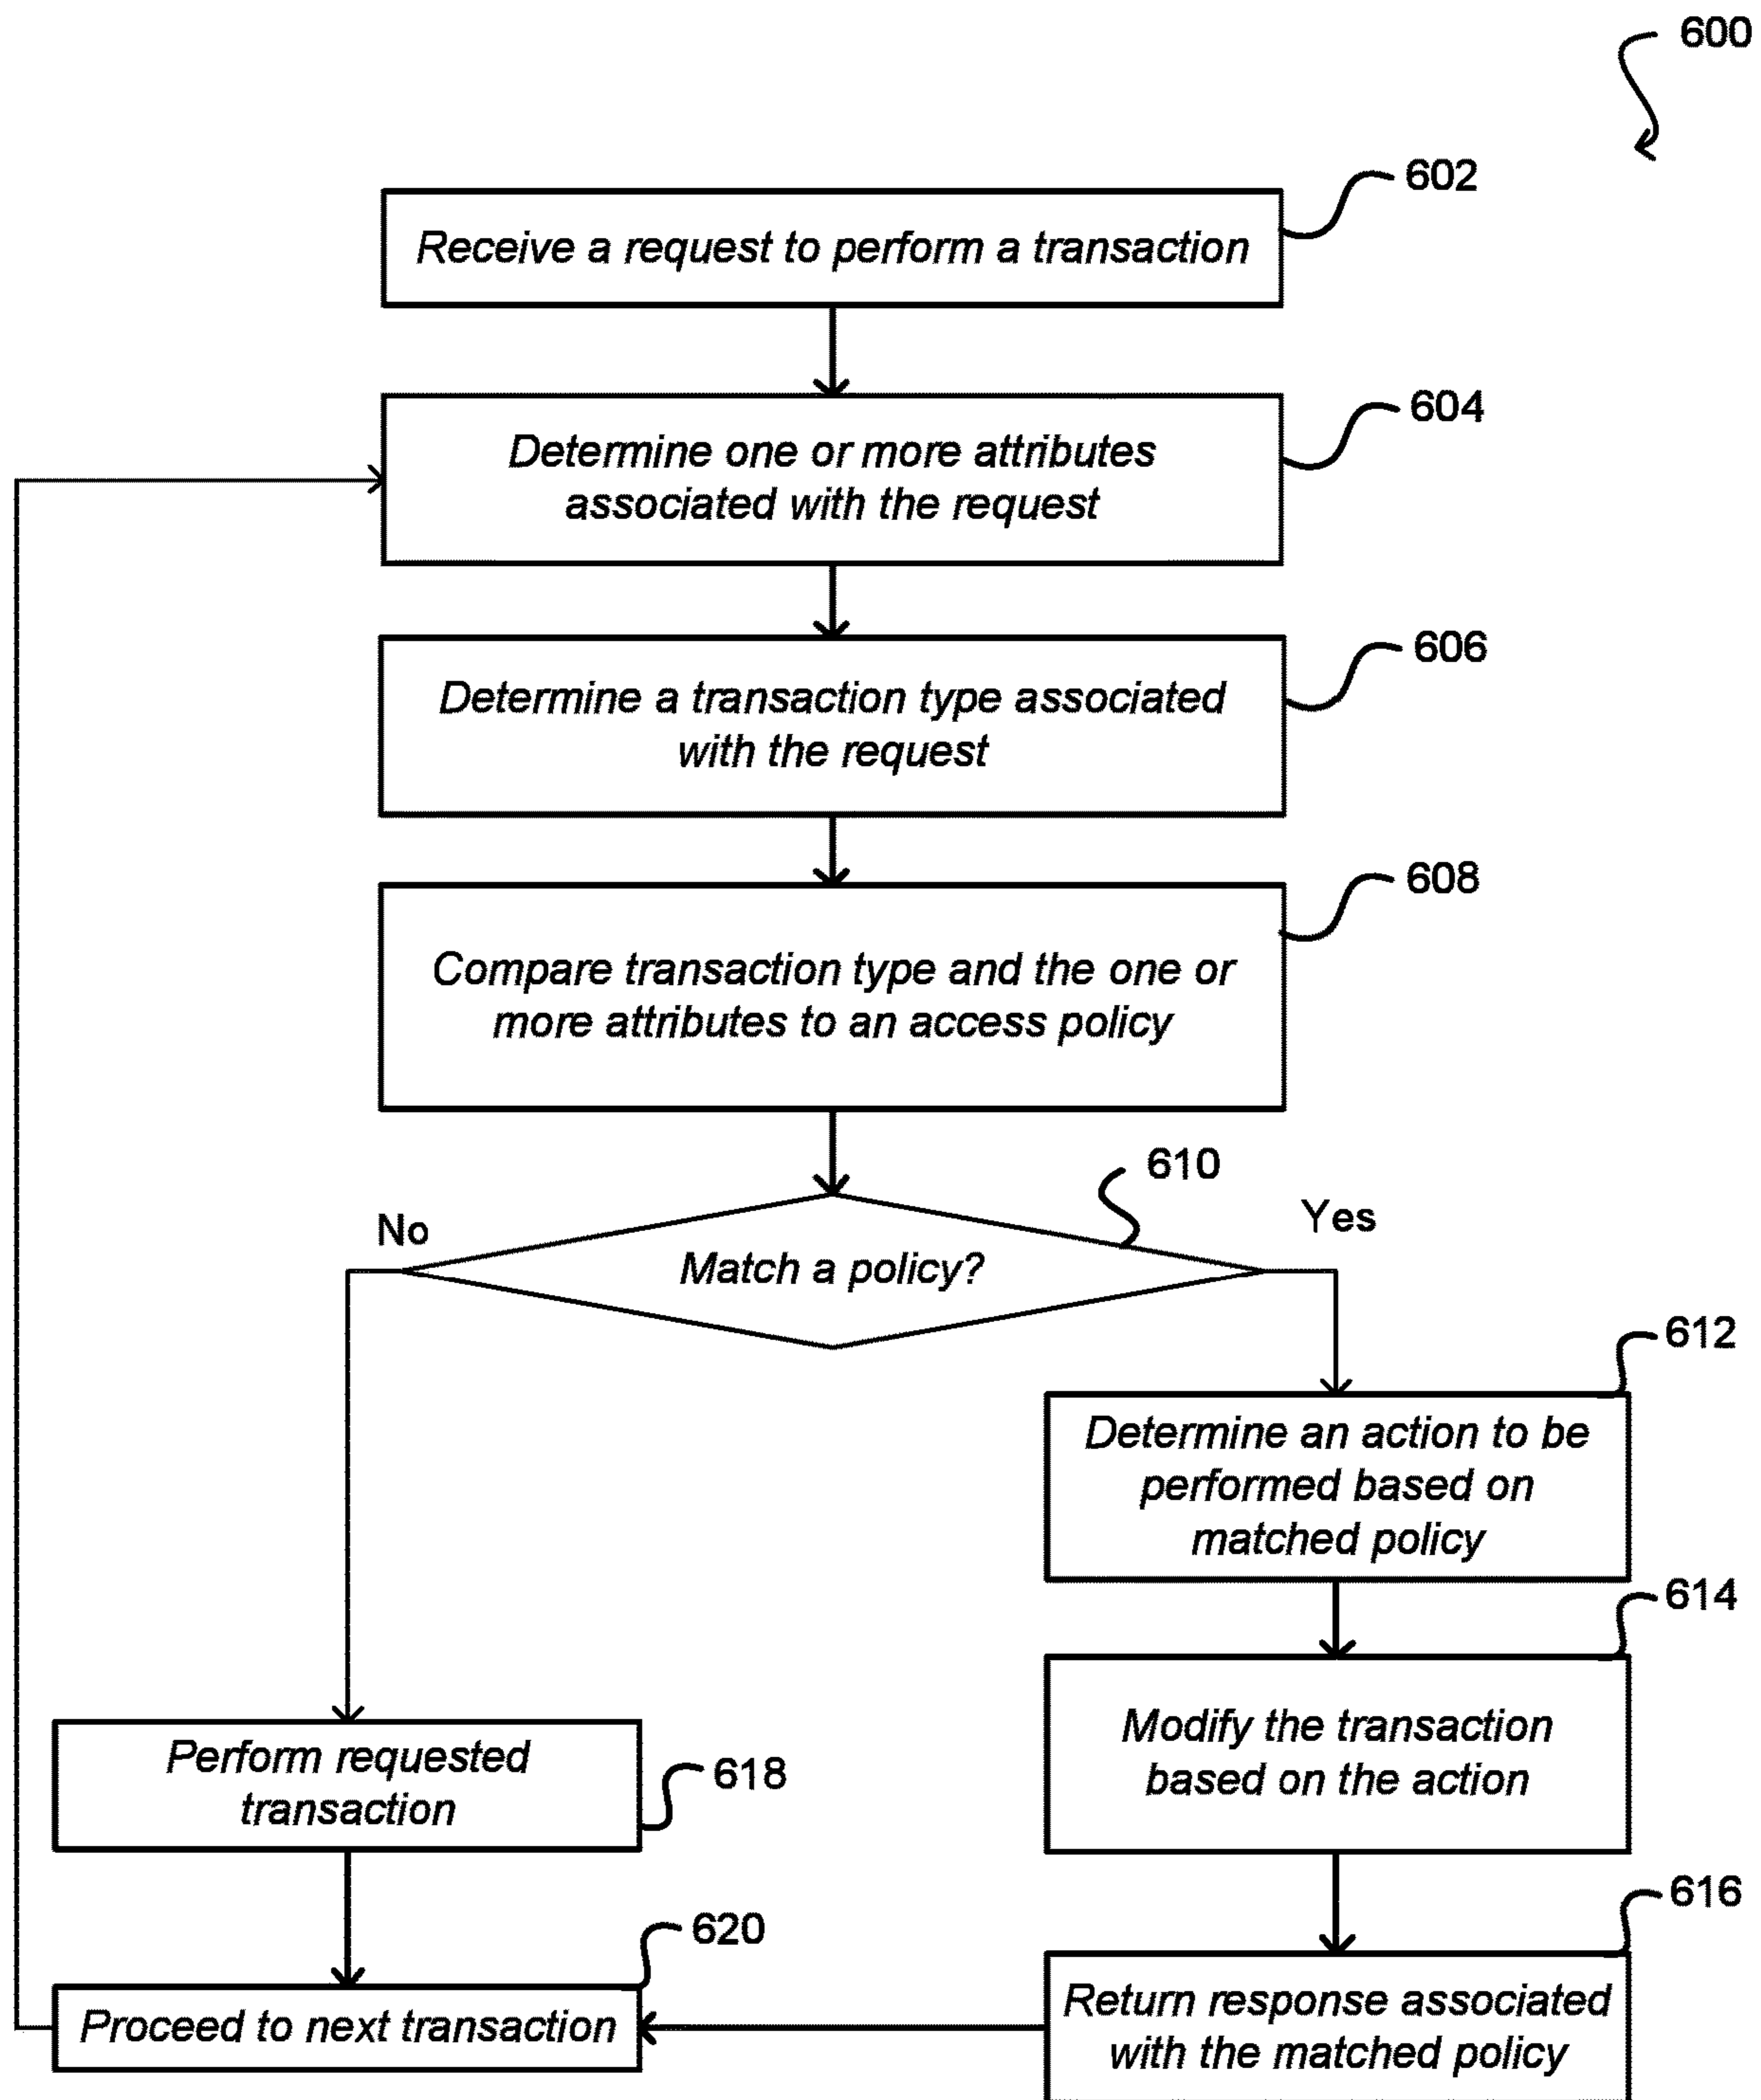 600
602
Receive a request to perform a transaction
604
Determine one or more attributes
associated with the request
606
Determine a transaction type associated
with the request
608
Compare transaction type and the one or
more attributes to an access policy
610
No
Yes
Match a policy?
612
Determine an action to be
performed based on
matched policy
614
Modify the transaction
based on the action
Perform requested
transaction
618
616
620
Return response associated
with the matched policy
Proceed to next transaction